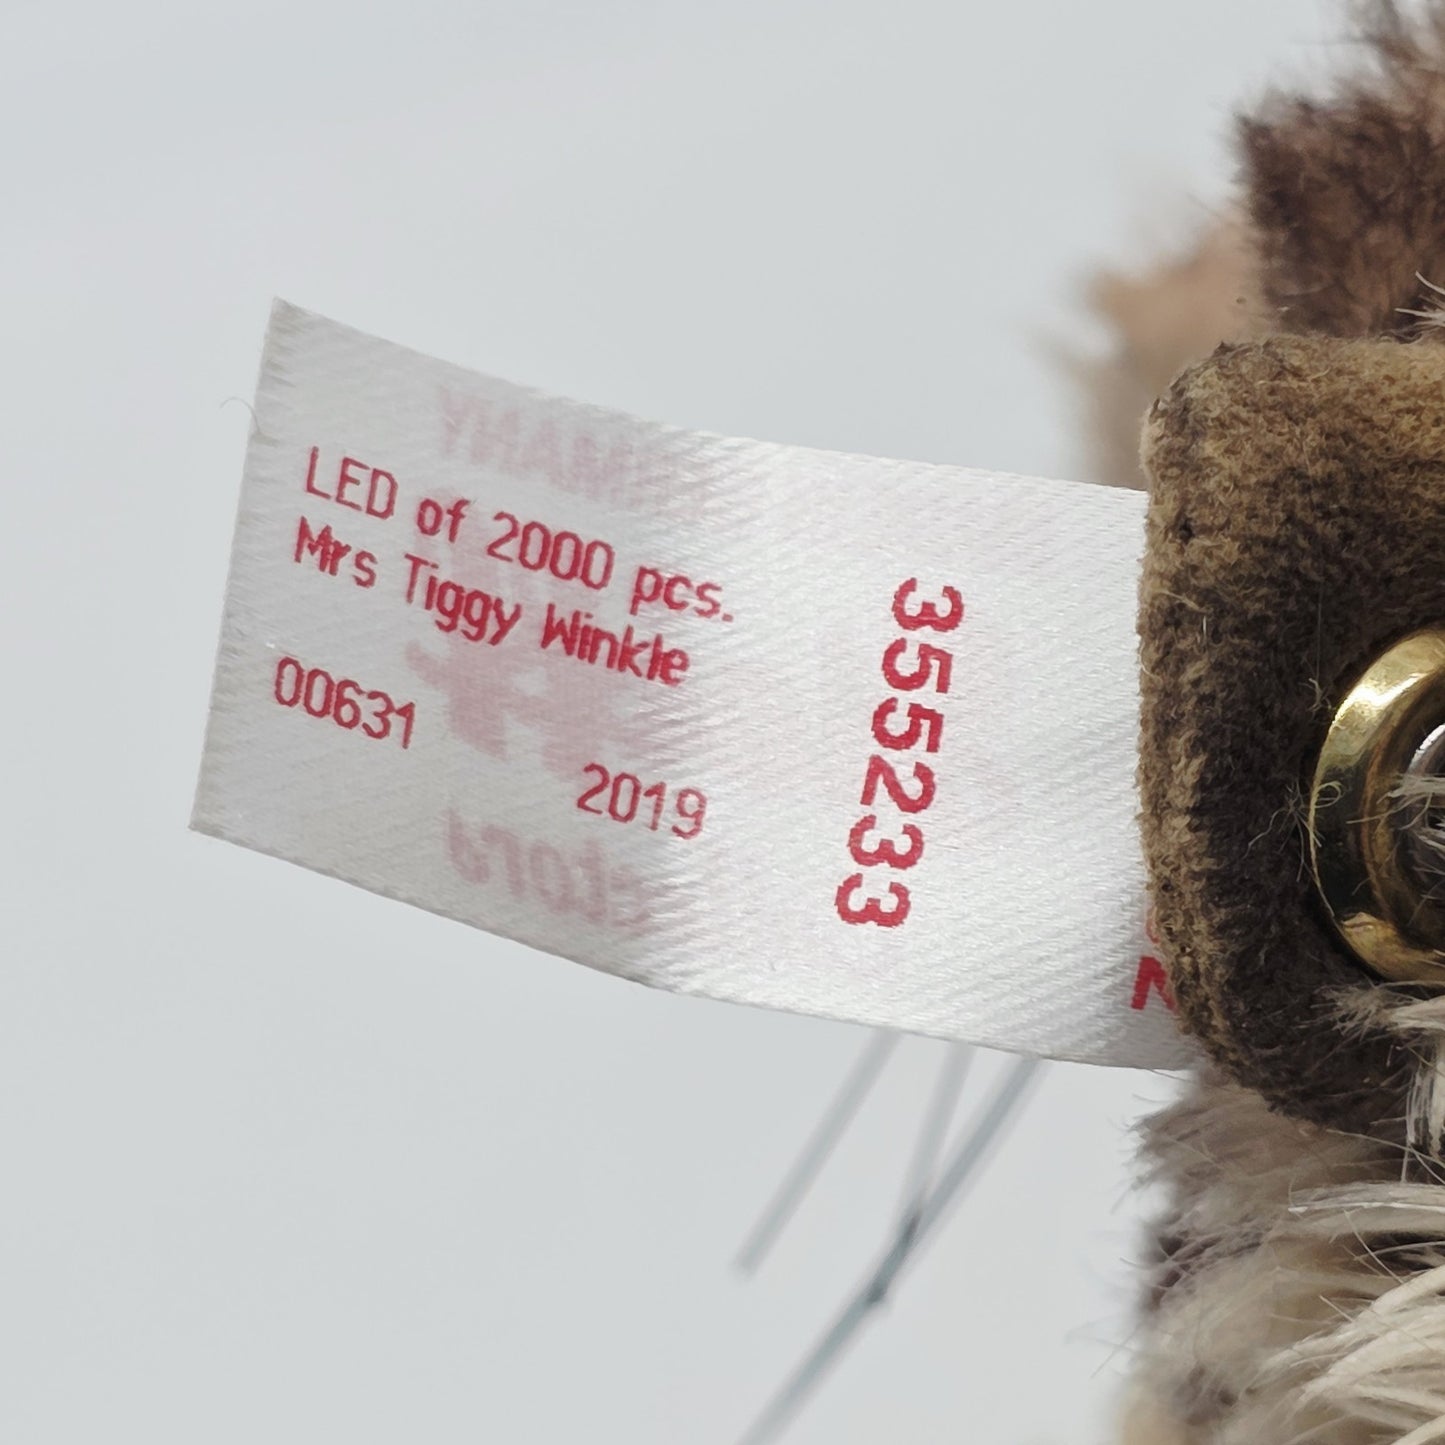 LED of 2000 pcs.
Mrs Tiggy Winkle
00631
2019
355233